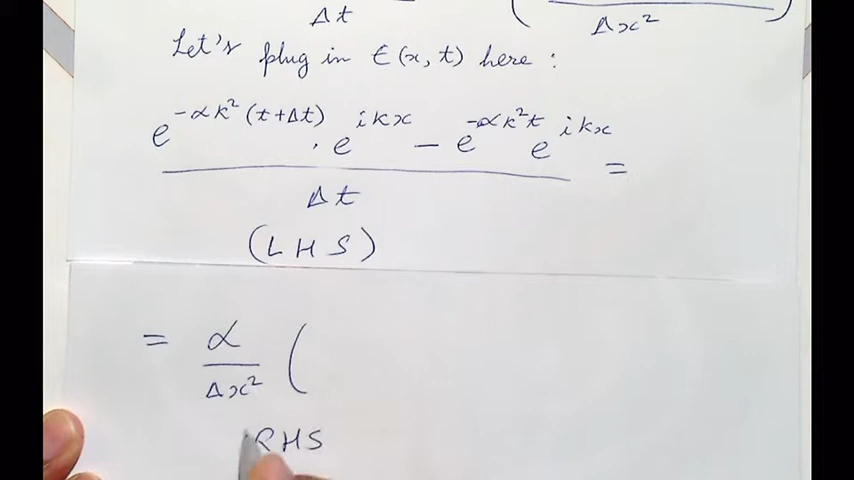 Δt ( Δx² )
Let's plug in ε(x, t) here :
e^{-αk²(t+Δt)} · e^{ikx} - e^{-αk²t} e^{ikx} =
Δt
(LHS)
= α/Δx² (
RHS